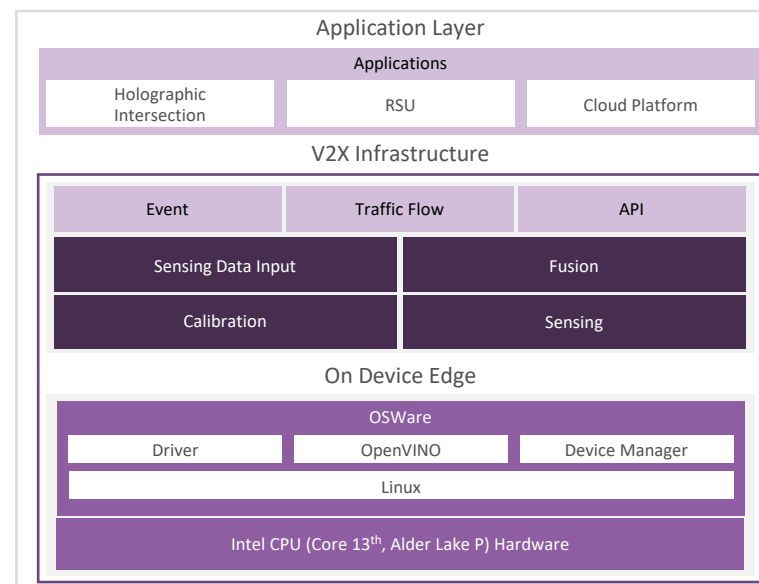 Application Layer
Applications
Holographic
Intersection
RSU
Cloud Platform
V2X Infrastructure
Event
Traffic Flow
API
Sensing Data Input
Fusion
Calibration
Sensing
On Device Edge
OSWare
Driver
OpenVINO
Device Manager
Linux
Intel CPU (Core 13th, Alder Lake P) Hardware